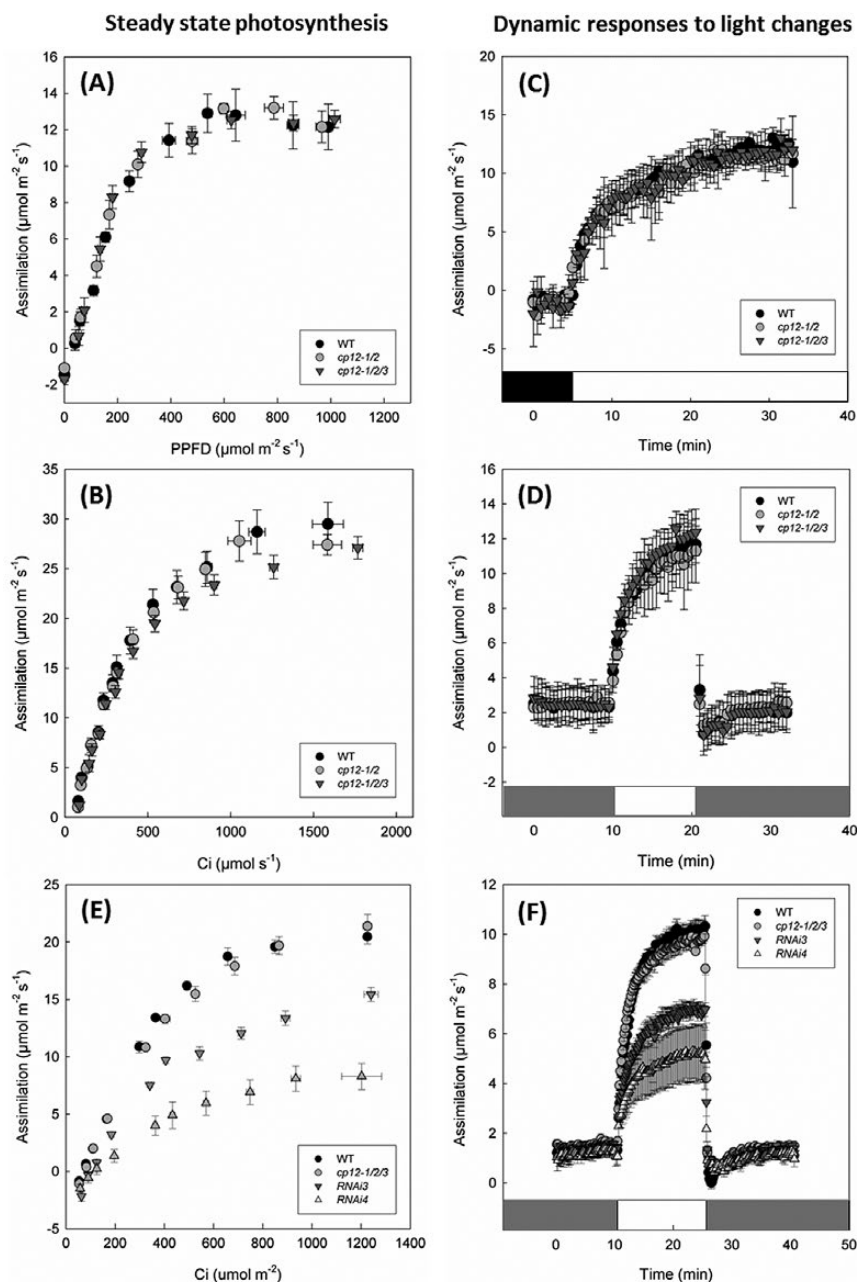 Steady state photosynthesis
Dynamic responses to light changes
(A)
Assimilation (µmol m⁻² s⁻¹)
16
14
12
10
8
6
4
2
0
-2
0 200 400 600 800 1000 1200
PPFD (µmol m⁻² s⁻¹)
WT
cp12-1/2
cp12-1/2/3
(C)
Assimilation (µmol m⁻² s⁻¹)
20
15
10
5
0
-5
0 10 20 30 40
Time (min)
WT
cp12-1/2
cp12-1/2/3
(B)
Assimilation (µmol m⁻² s⁻¹)
35
30
25
20
15
10
5
0
0 500 1000 1500 2000
Ci (µmol s⁻¹)
WT
cp12-1/2
cp12-1/2/3
(D)
Assimilation (µmol m⁻² s⁻¹)
16
14
12
10
8
6
4
2
0
-2
0 10 20 30 40
Time (min)
WT
cp12-1/2
cp12-1/2/3
(E)
Assimilation (µmol m⁻² s⁻¹)
25
20
15
10
5
0
-5
0 200 400 600 800 1000 1200 1400
Ci (umol m⁻²)
WT
cp12-1/2/3
RNAi3
RNAi4
(F)
Assimilation (µmol m⁻² s⁻¹)
12
10
8
6
4
2
0
0 10 20 30 40 50
Time (min)
WT
cp12-1/2/3
RNAi3
RNAi4